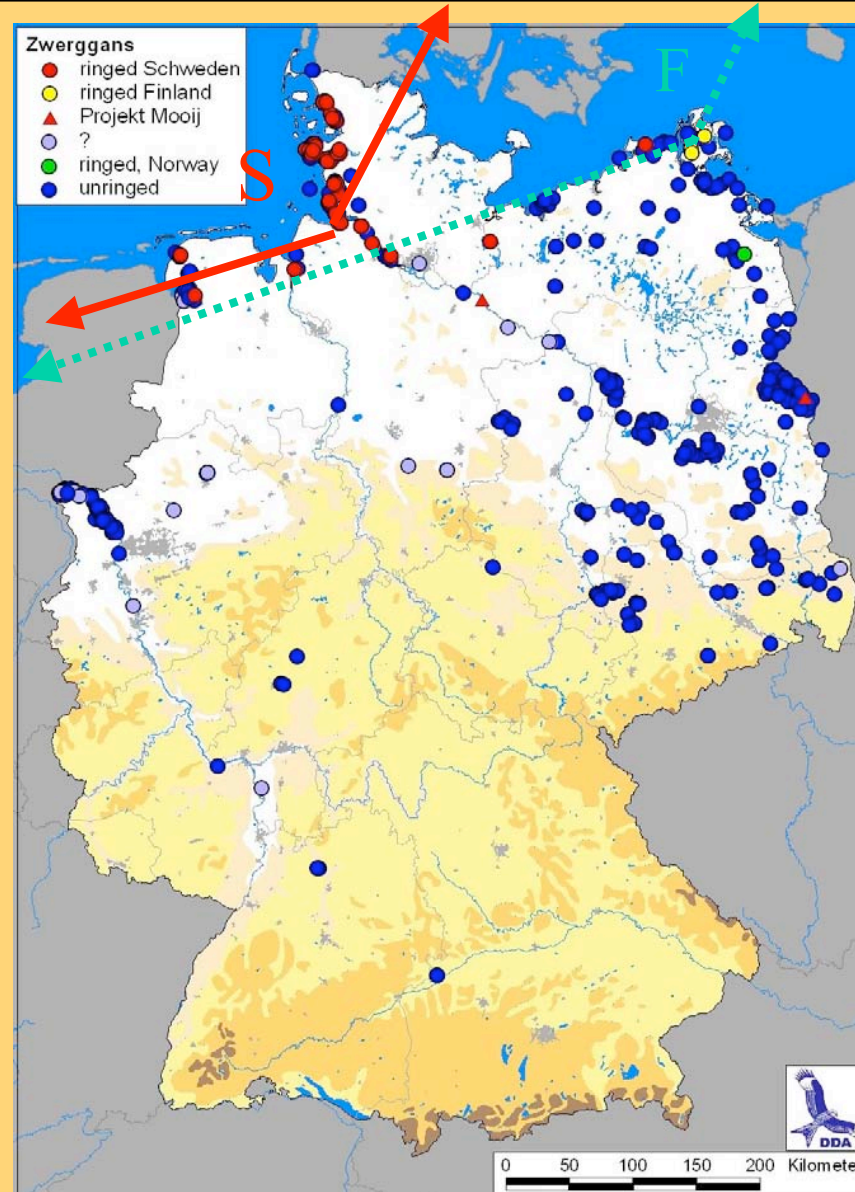 Zwerggans
ringed Schweden
ringed Finland
Projekt Mooij
?
ringed, Norway
unringed
S
F
DDA
0 50 100 150 200 Kilomete